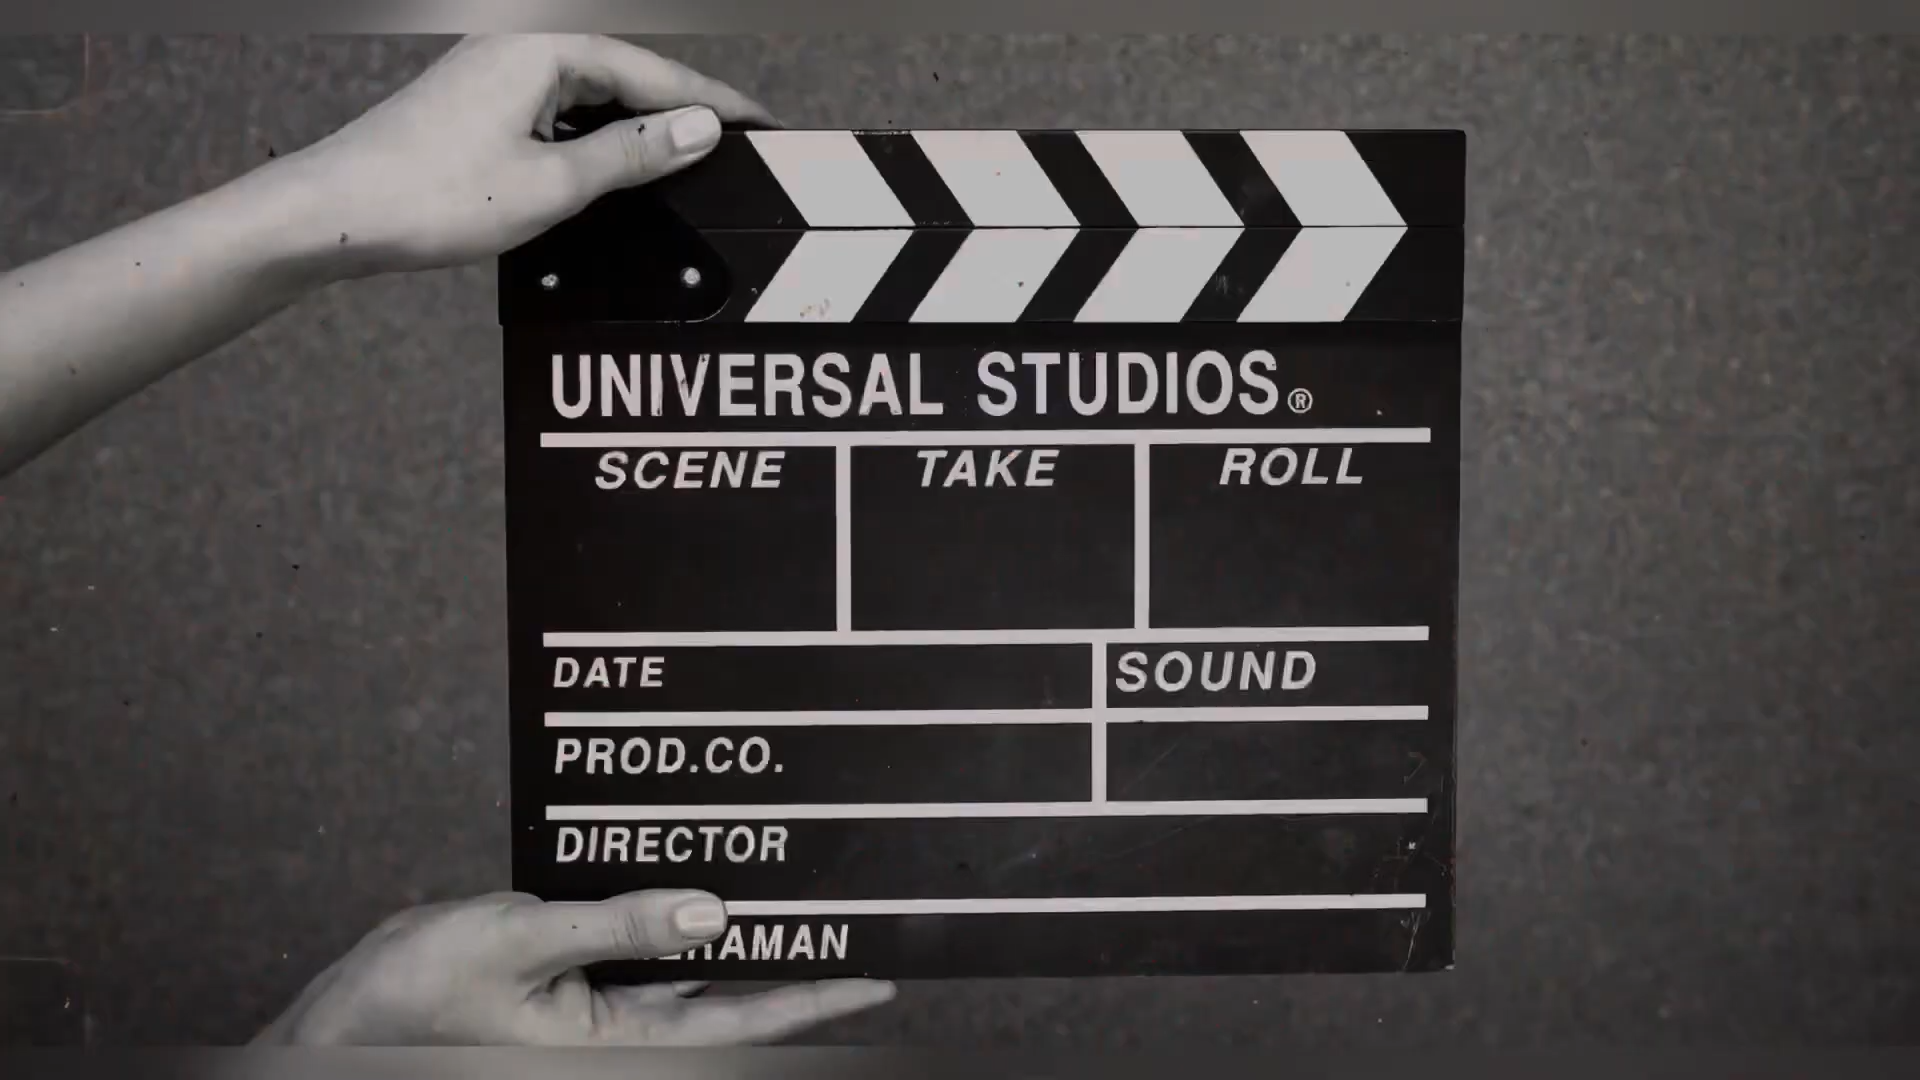 UNIVERSAL STUDIOS®
SCENE TAKE ROLL
DATE SOUND
PROD.CO.
DIRECTOR